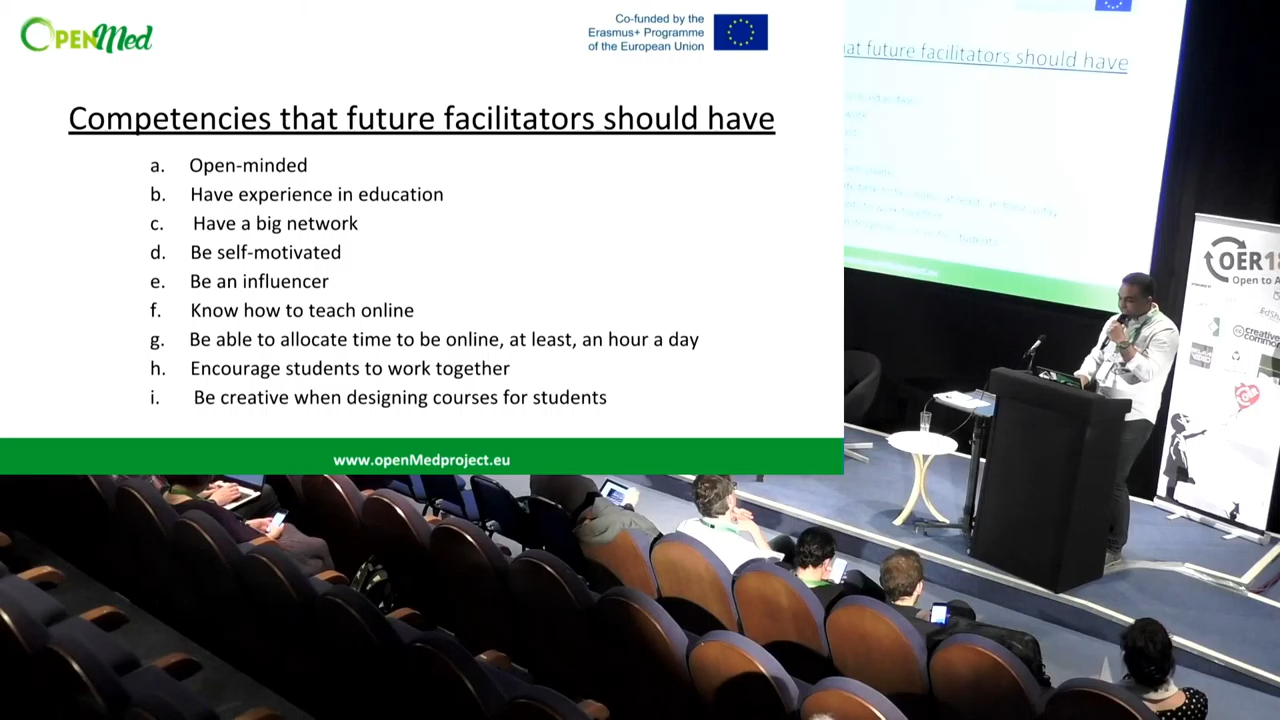 OPENMed
Co-funded by the
Erasmus+ Programme
of the European Union
Competencies that future facilitators should have
a. Open-minded
b. Have experience in education
c. Have a big network
d. Be self-motivated
e. Be an influencer
f. Know how to teach online
g. Be able to allocate time to be online, at least, an hour a day
h. Encourage students to work together
i. Be creative when designing courses for students
www.openMedproject.eu
future facilitators should have
OER18
Open to A
creative
common